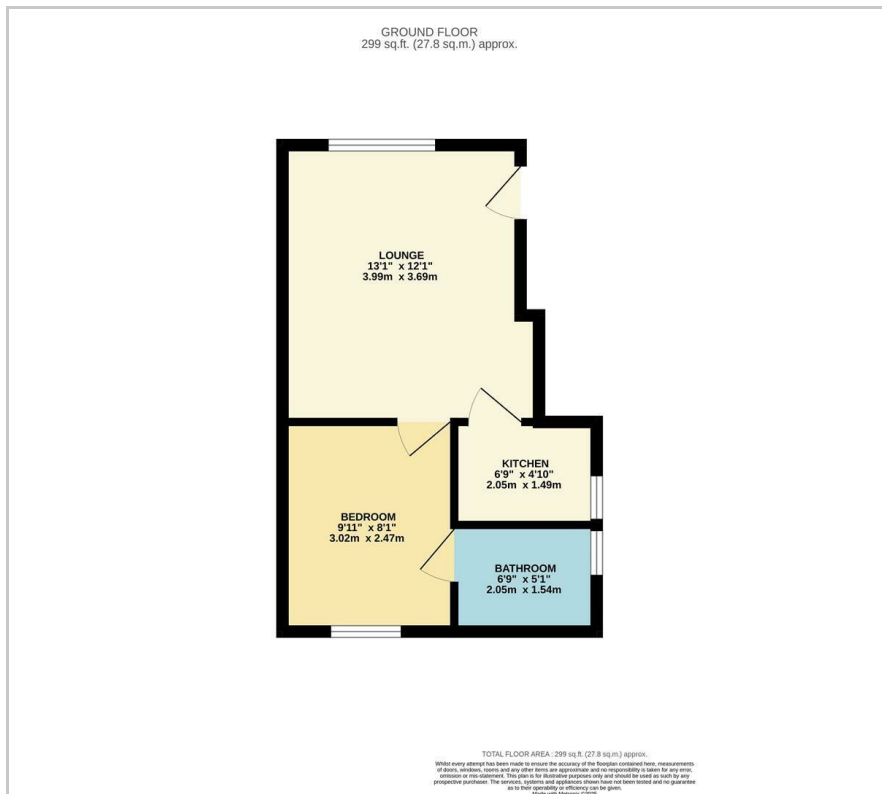 GROUND FLOOR
299 sq.ft. (27.8 sq.m.) approx.
LOUNGE
13'1" x 12'1"
3.99m x 3.69m
KITCHEN
6'9" x 4'10"
2.05m x 1.49m
BEDROOM
9'11" x 8'1"
3.02m x 2.47m
BATHROOM
6'9" x 5'1"
2.05m x 1.54m
TOTAL FLOOR AREA : 299 sq.ft. (27.8 sq.m.) approx.
Whilst every attempt has been made to ensure the accuracy of the floorplan contained here, measurements
of doors, windows, rooms and any other items are approximate and no responsibility is taken for any error,
omission or mis-statement. This plan is for illustrative purposes only and should be used as such by any
prospective purchaser. The services, systems and appliances shown have not been tested and no guarantee
as to their operability or efficiency can be given.
Made with Metropix ©2025